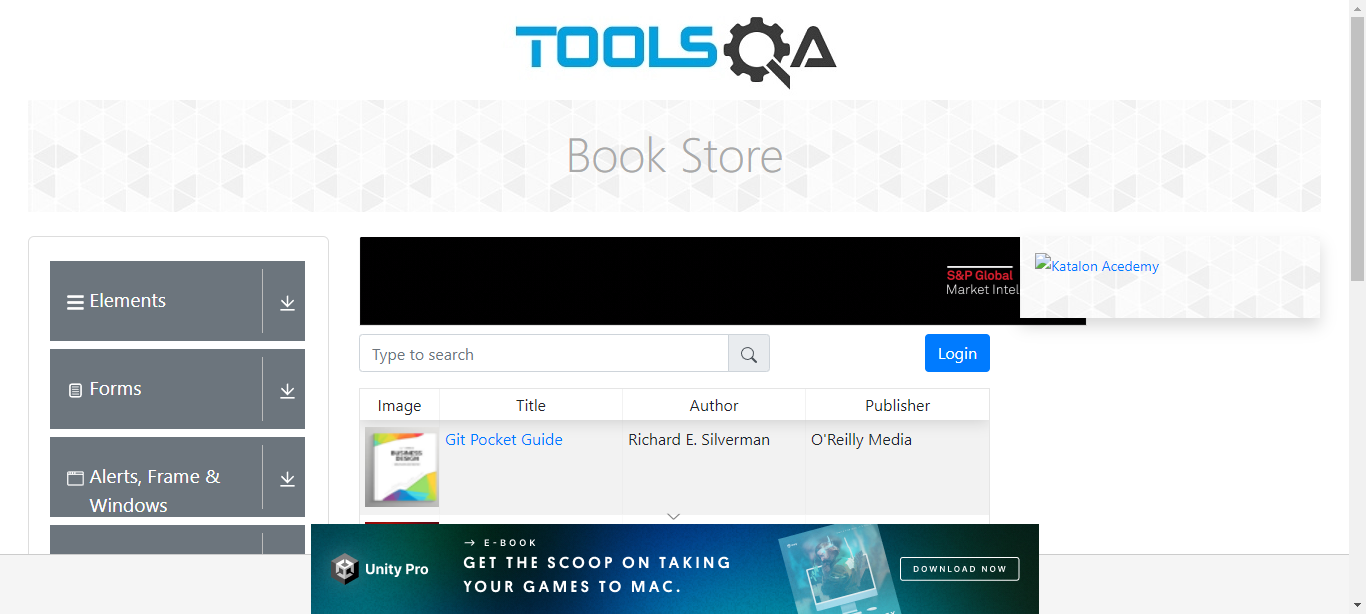 TOOLSQA
Book Store
Elements
Forms
Alerts, Frame &
Windows
S&P Global
Market Intel
Katalon Acedemy
Type to search
Login
Image Title Author Publisher
BUSINESS
DESIGN
Git Pocket Guide Richard E. Silverman O'Reilly Media
Unity Pro
→ E-BOOK
GET THE SCOOP ON TAKING
YOUR GAMES TO MAC.
DOWNLOAD NOW